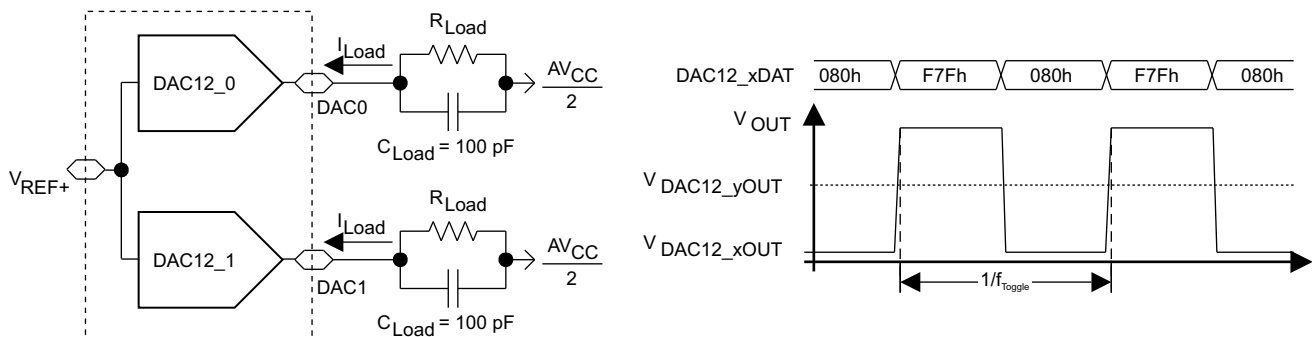 DAC12_0
I Load
R Load
AV CC
2
DAC0
C Load = 100 pF
V REF+
DAC12_1
I Load
R Load
AV CC
2
DAC1
C Load = 100 pF
DAC12_xDAT 080h F7Fh 080h F7Fh 080h
V OUT
V DAC12_yOUT
V DAC12_xOUT
1/f Toggle